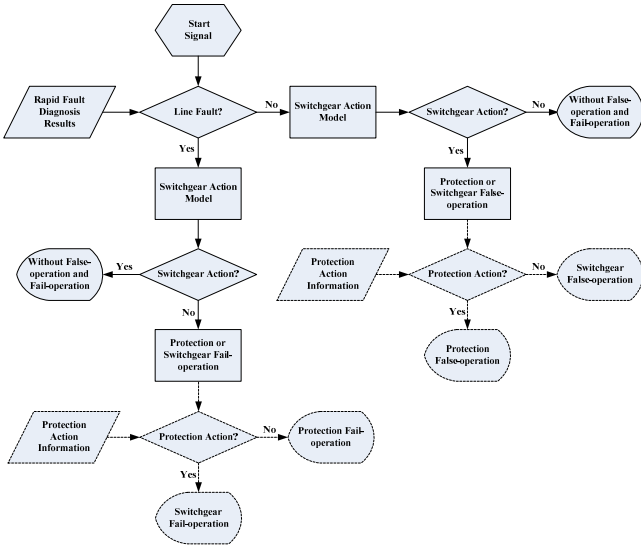 Start
Signal
Rapid Fault
Diagnosis
Results
Line Fault?
No
Switchgear Action
Model
Switchgear Action?
No
Without False-
operation and
Fail-operation
Yes
Yes
Switchgear Action
Model
Protection or
Switchgear False-
operation
Without False-
operation and
Fail-operation
Yes
Switchgear Action?
Protection
Action
Information
Protection Action?
No
Switchgear
False-operation
No
Yes
Protection or
Switchgear Fail-
operation
Protection
False-operation
Protection
Action
Information
Protection Action?
No
Protection Fail-
operation
Yes
Switchgear
Fail-operation